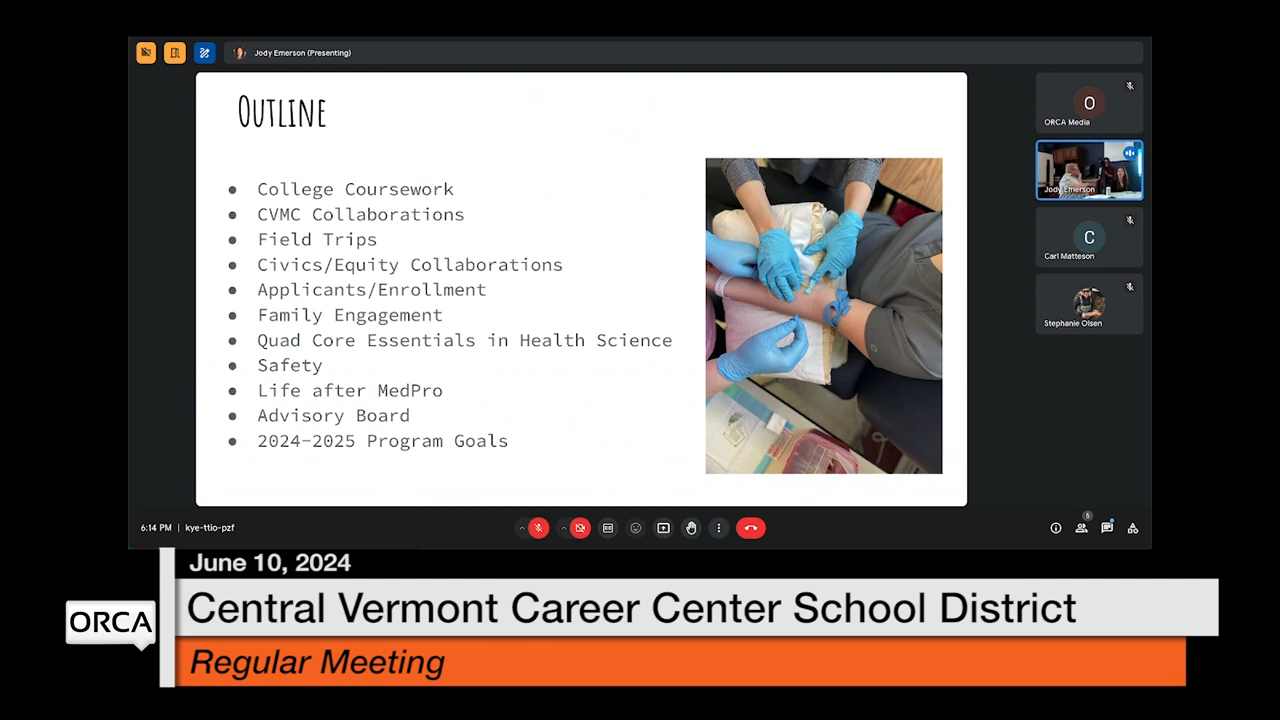 Jody Emerson (Presenting)
OUTLINE
● College Coursework
● CVMC Collaborations
● Field Trips
● Civics/Equity Collaborations
● Applicants/Enrollment
● Family Engagement
● Quad Core Essentials in Health Science
● Safety
● Life after MedPro
● Advisory Board
● 2024-2025 Program Goals
O
ORCA Media
Jody Emerson
C
Carl Matteson
Stephanie Olsen
6:14 PM | kye-ttio-pzf
5
June 10, 2024
ORCA
Central Vermont Career Center School District
Regular Meeting